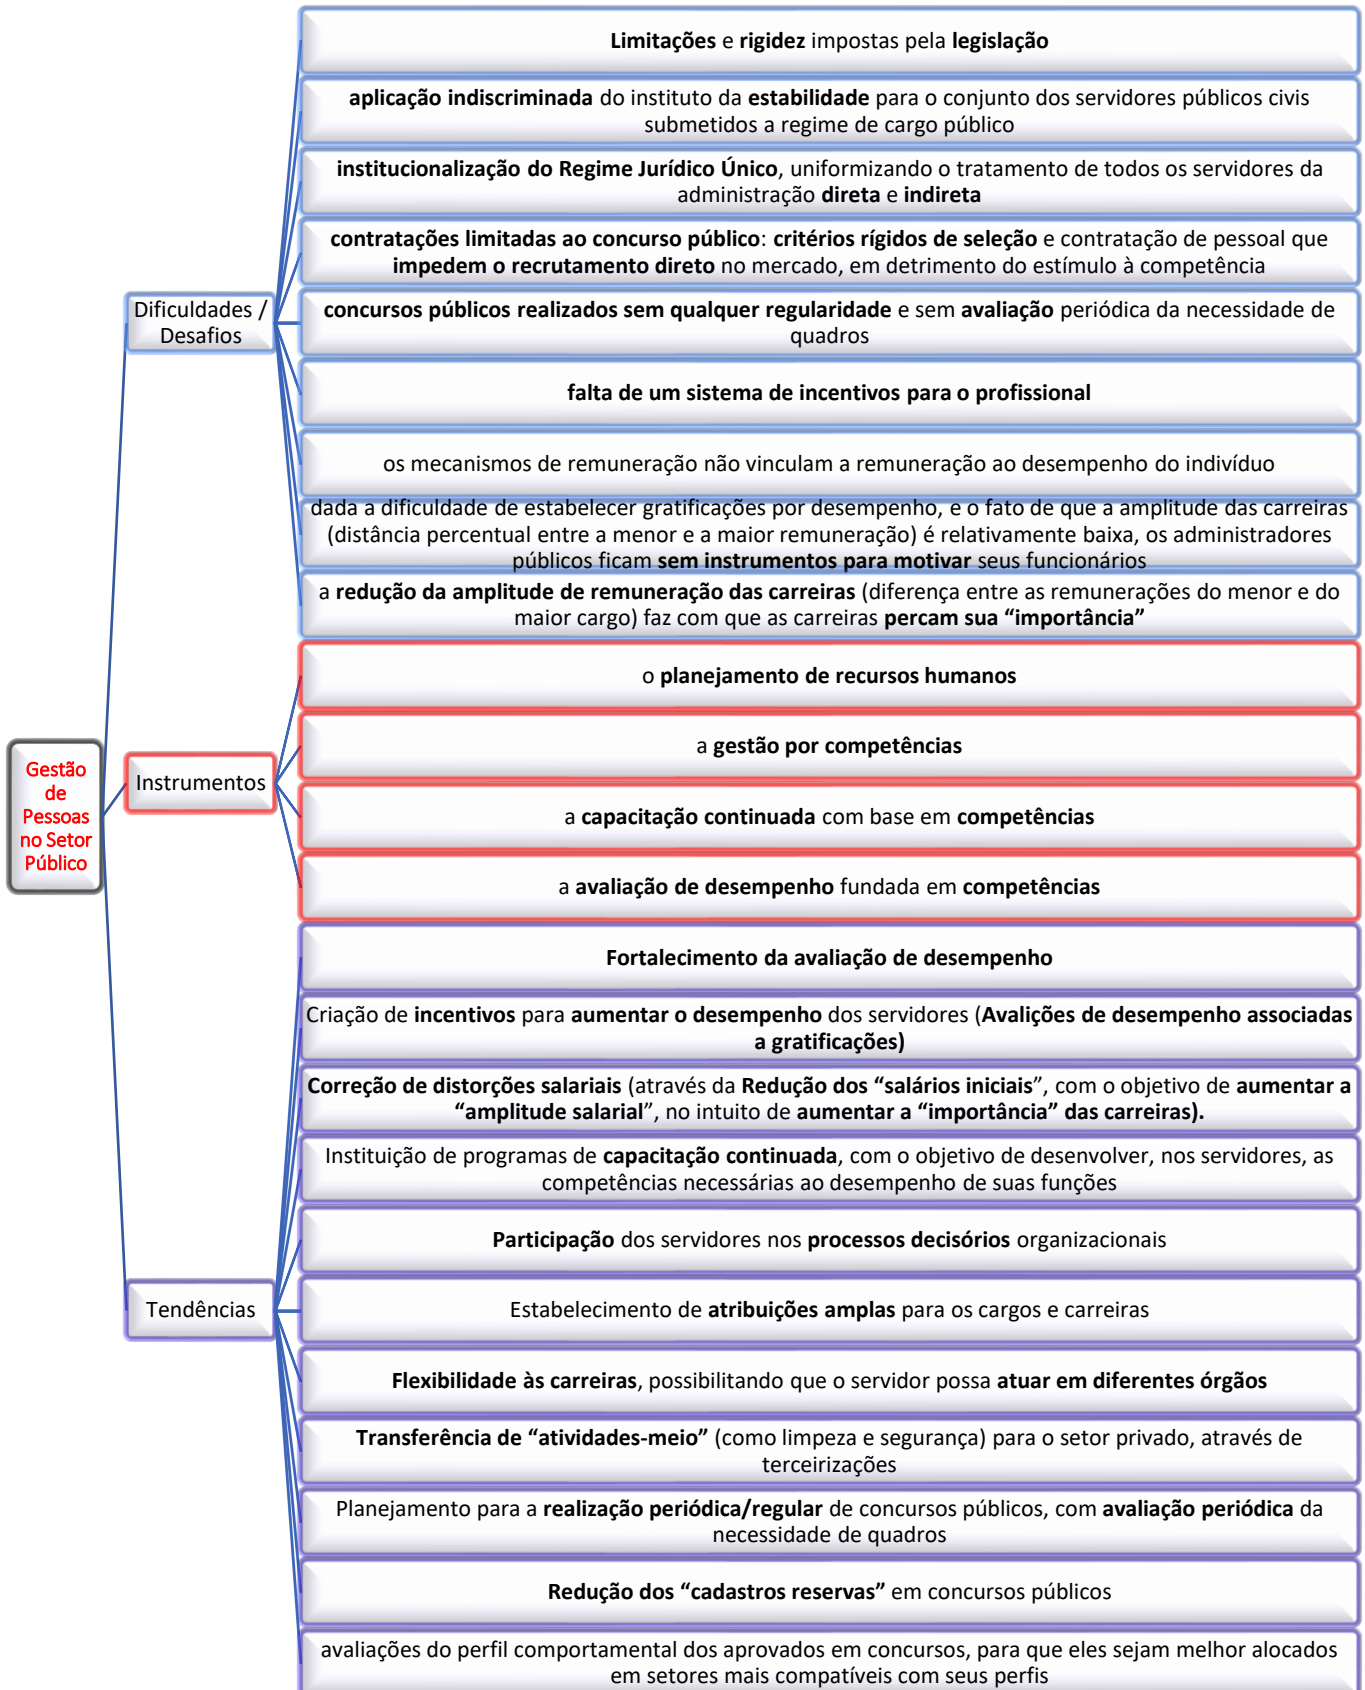 Limitações e rigidez impostas pela legislação
aplicação indiscriminada do instituto da estabilidade para o conjunto dos servidores públicos civis
submetidos a regime de cargo público
institucionalização do Regime Jurídico Único, uniformizando o tratamento de todos os servidores da
administração direta e indireta
contratações limitadas ao concurso público: critérios rígidos de seleção e contratação de pessoal que
impedem o recrutamento direto no mercado, em detrimento do estímulo à competência
Dificuldades /
Desafios
concursos públicos realizados sem qualquer regularidade e sem avaliação periódica da necessidade de
quadros
falta de um sistema de incentivos para o profissional
os mecanismos de remuneração não vinculam a remuneração ao desempenho do indivíduo
dada a dificuldade de estabelecer gratificações por desempenho, e o fato de que a amplitude das carreiras
(distância percentual entre a menor e a maior remuneração) é relativamente baixa, os administradores
públicos ficam sem instrumentos para motivar seus funcionários
a redução da amplitude de remuneração das carreiras (diferença entre as remunerações do menor e do
maior cargo) faz com que as carreiras percam sua “importância”
o planejamento de recursos humanos
a gestão por competências
Gestão
de
Pessoas
no Setor
Público
Instrumentos
a capacitação continuada com base em competências
a avaliação de desempenho fundada em competências
Fortalecimento da avaliação de desempenho
Criação de incentivos para aumentar o desempenho dos servidores (Avalições de desempenho associadas
a gratificações)
Correção de distorções salariais (através da Redução dos “salários iniciais”, com o objetivo de aumentar a
“amplitude salarial”, no intuito de aumentar a “importância” das carreiras).
Instituição de programas de capacitação continuada, com o objetivo de desenvolver, nos servidores, as
competências necessárias ao desempenho de suas funções
Participação dos servidores nos processos decisórios organizacionais
Tendências
Estabelecimento de atribuições amplas para os cargos e carreiras
Flexibilidade às carreiras, possibilitando que o servidor possa atuar em diferentes órgãos
Transferência de “atividades-meio” (como limpeza e segurança) para o setor privado, através de
terceirizações
Planejamento para a realização periódica/regular de concursos públicos, com avaliação periódica da
necessidade de quadros
Redução dos “cadastros reservas” em concursos públicos
avaliações do perfil comportamental dos aprovados em concursos, para que eles sejam melhor alocados
em setores mais compatíveis com seus perfis